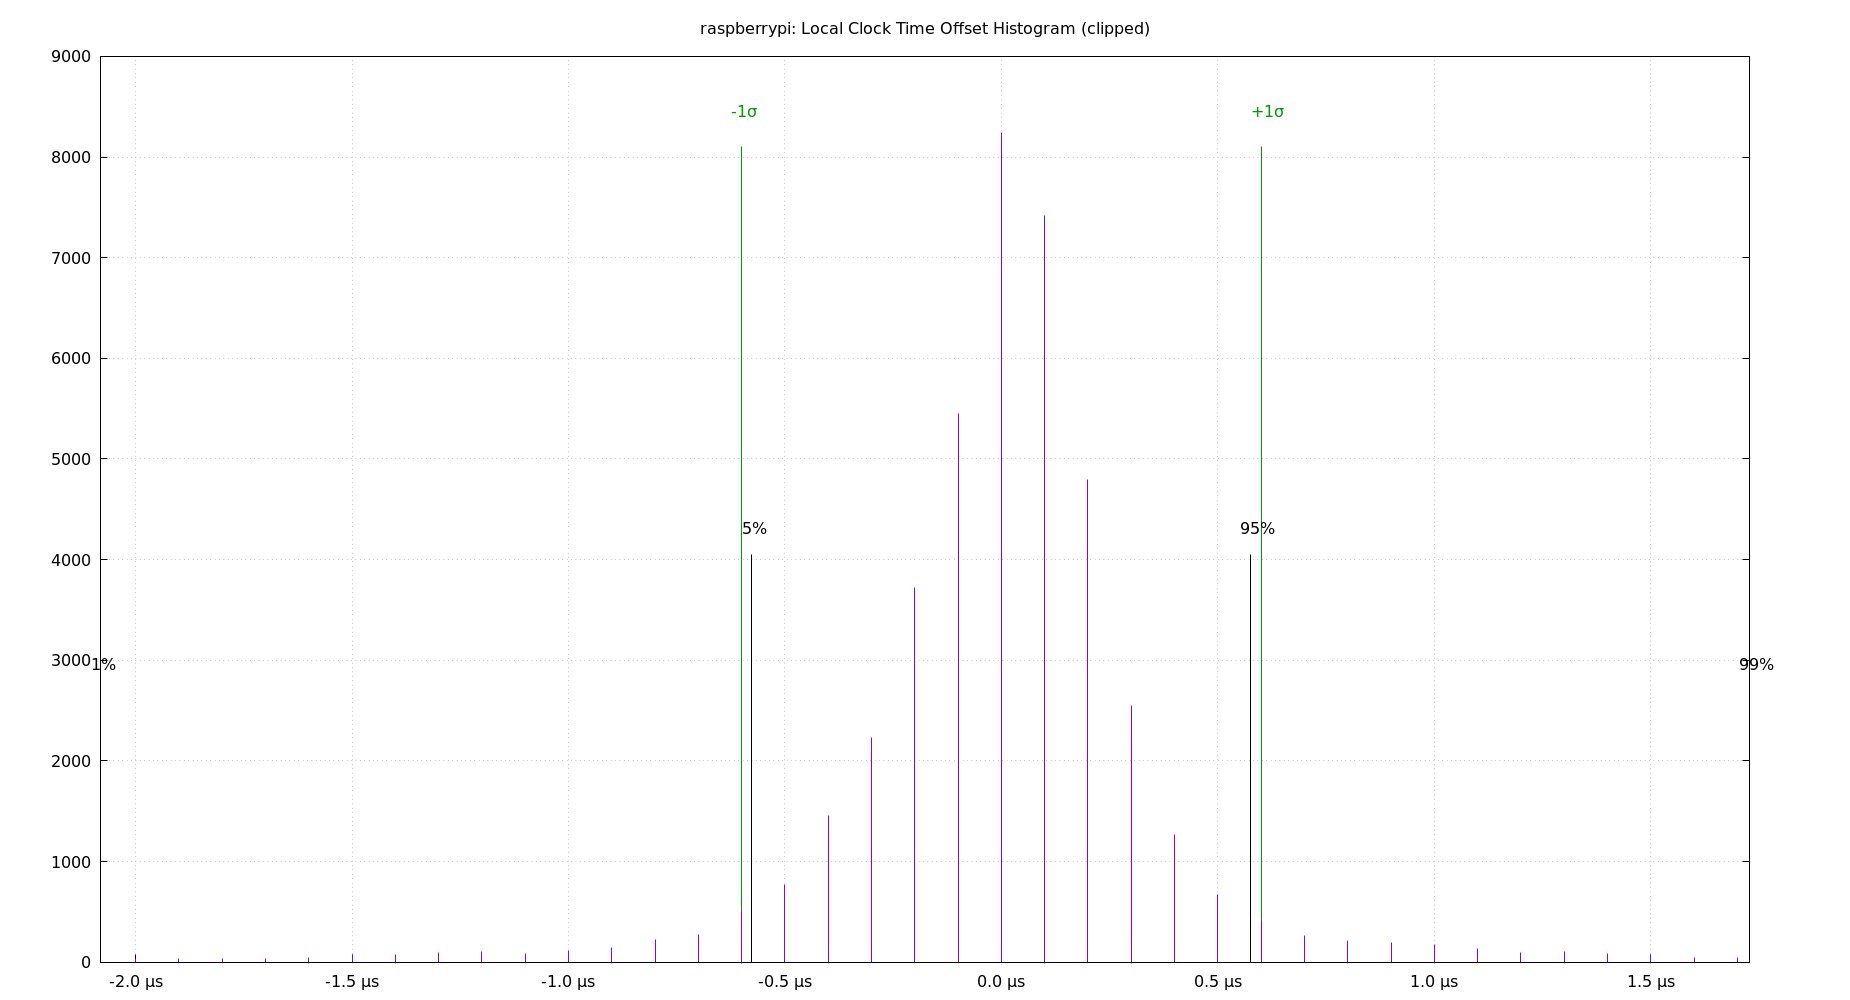 raspberrypi: Local Clock Time Offset Histogram (clipped)
9000
-1σ
+1σ
8000
7000
6000
5000
5%
95%
4000
3000
1%
99%
2000
1000
0
-2.0 µs
-1.5 µs
-1.0 µs
-0.5 µs
0.0 µs
0.5 µs
1.0 µs
1.5 µs